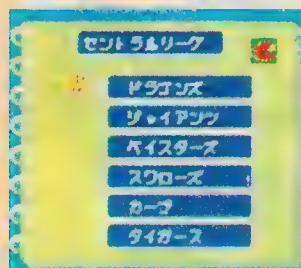 セントラルリーグ
ドラゴンズ
ジャイアンツ
ベイスターズ
スワローズ
カープ
タイガース